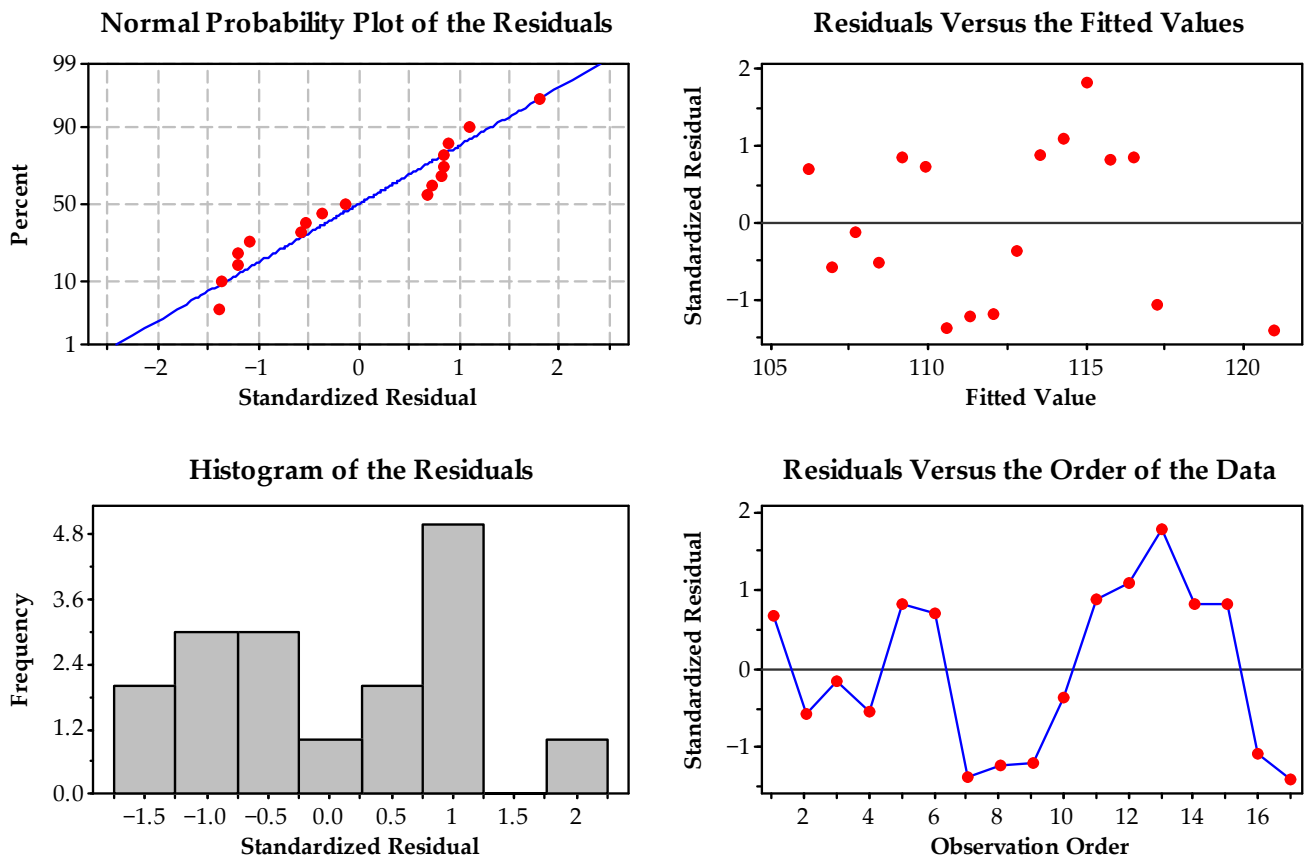 Normal Probability Plot of the Residuals
99
90
50
10
1
Percent
−2 −1 0 1 2
Standardized Residual
Residuals Versus the Fitted Values
2
1
0
−1
Standardized Residual
105 110 115 120
Fitted Value
Histogram of the Residuals
4.8
3.6
2.4
1.2
0.0
Frequency
−1.5 −1.0 −0.5 0.0 0.5 1 1.5 2
Standardized Residual
Residuals Versus the Order of the Data
2
1
0
−1
Standardized Residual
2 4 6 8 10 12 14 16
Observation Order